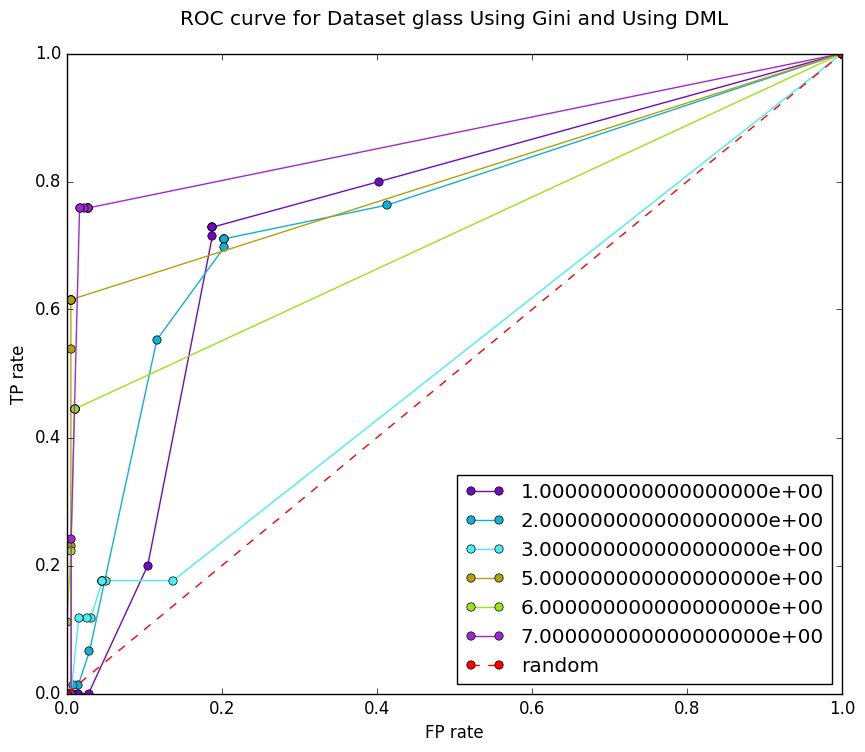 ROC curve for Dataset glass Using Gini and Using DML
1.0
0.8
0.6
0.4
0.2
0.0
TP rate
0.0 0.2 0.4 0.6 0.8 1.0
FP rate
1.000000000000000000e+00
2.000000000000000000e+00
3.000000000000000000e+00
5.000000000000000000e+00
6.000000000000000000e+00
7.000000000000000000e+00
random